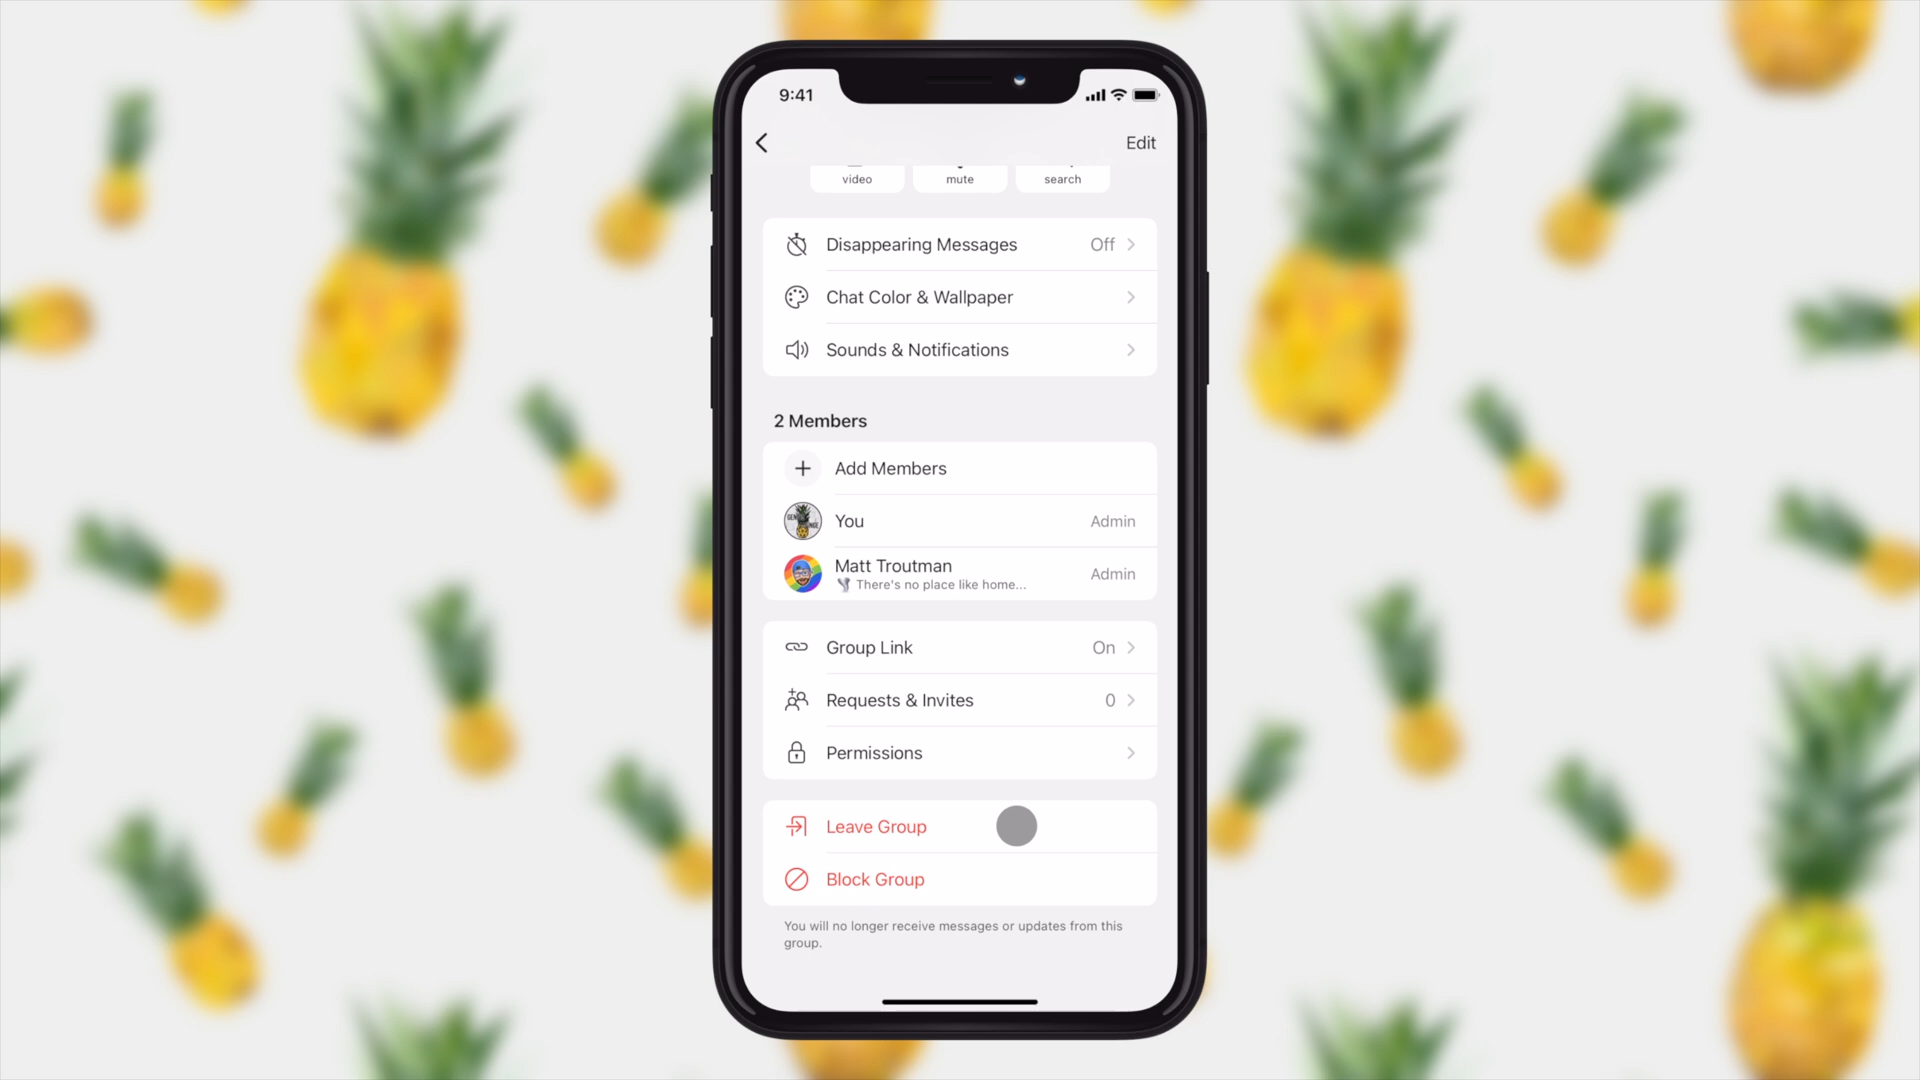 9:41
Edit
video
mute
search
Disappearing Messages
Off
Chat Color & Wallpaper
Sounds & Notifications
2 Members
Add Members
You
Admin
Matt Troutman
There's no place like home...
Admin
Group Link
On
Requests & Invites
0
Permissions
Leave Group
Block Group
You will no longer receive messages or updates from this
group.